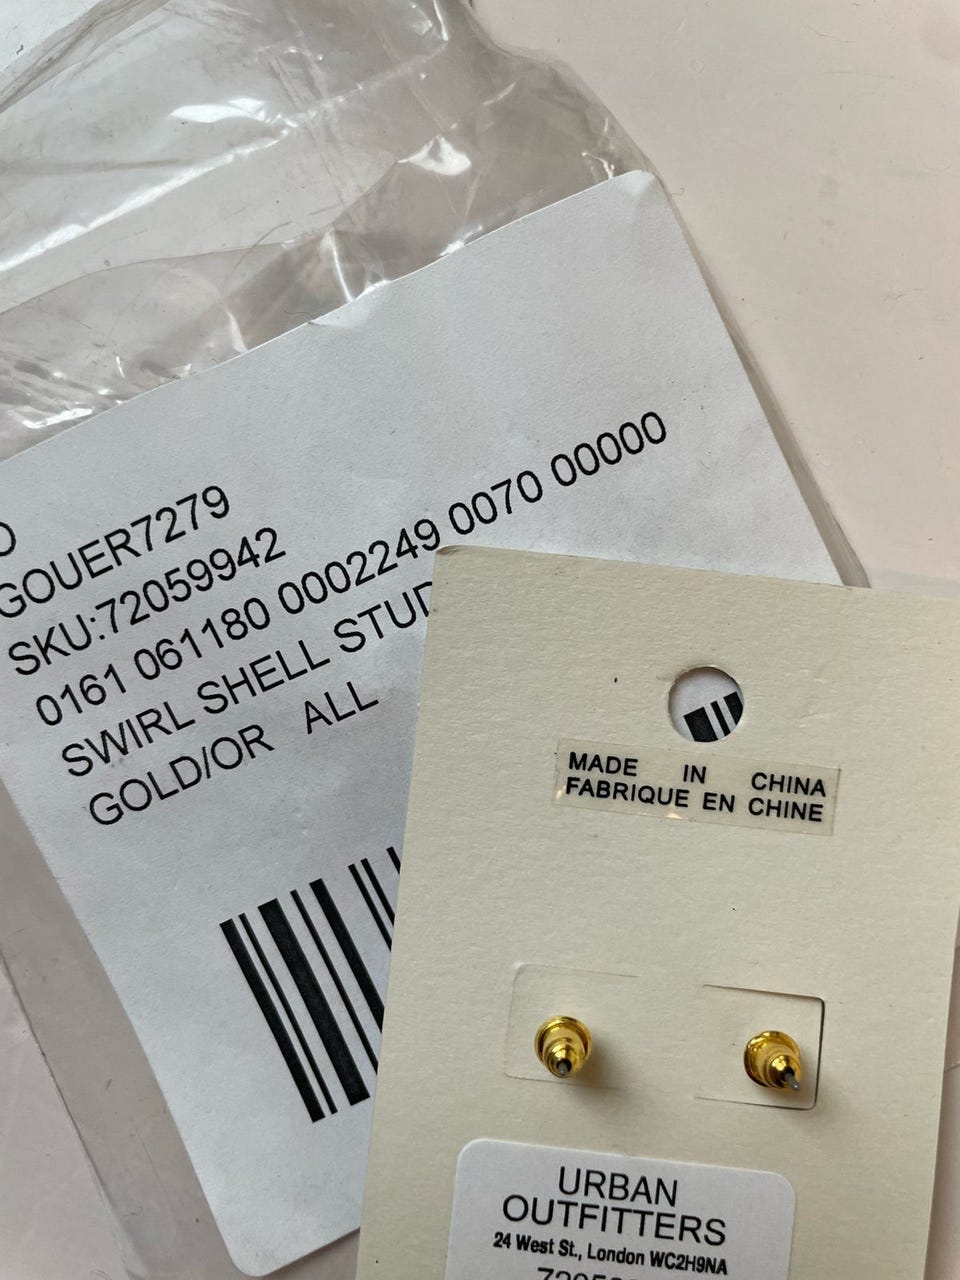 GOUER7279
SKU:72059942
0161 061180 0002249 0070 00000
SWIRL SHELL STUD
GOLD/OR ALL
MADE IN CHINA
FABRIQUE EN CHINE
URBAN
OUTFITTERS
24 West St., London WC2H9NA